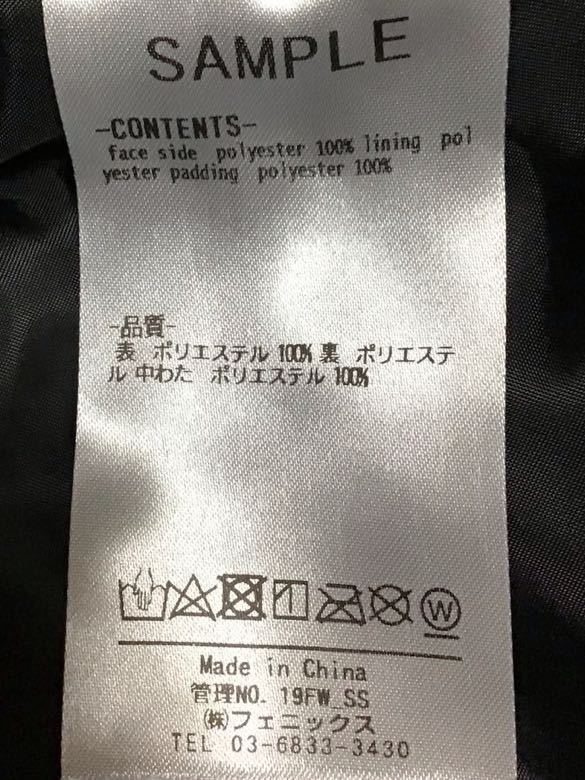 SAMPLE
-CONTENTS-
face side polyester 100% lining pol
yester padding polyester 100%
-品質-
表 ポリエステル 100% 裏 ポリエステ
ル 中わた ポリエステル 100%
W
Made in China
管理NO. 19FW_SS
㈱フェニックス
TEL 03-6833-3430